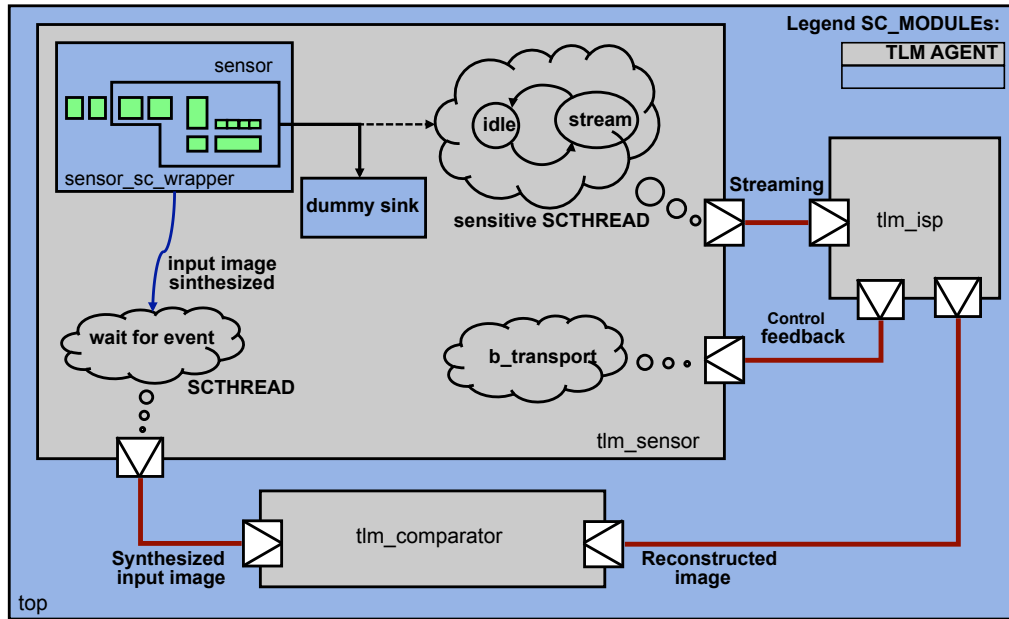 Legend SC_MODULEs:
TLM AGENT
sensor
sensor_sc_wrapper
dummy sink
idle
stream
sensitive SCTHREAD
Streaming
tlm_isp
input image
sinthesized
wait for event
SCTHREAD
b_transport
Control
feedback
tlm_sensor
tlm_comparator
Synthesized
input image
Reconstructed
image
top